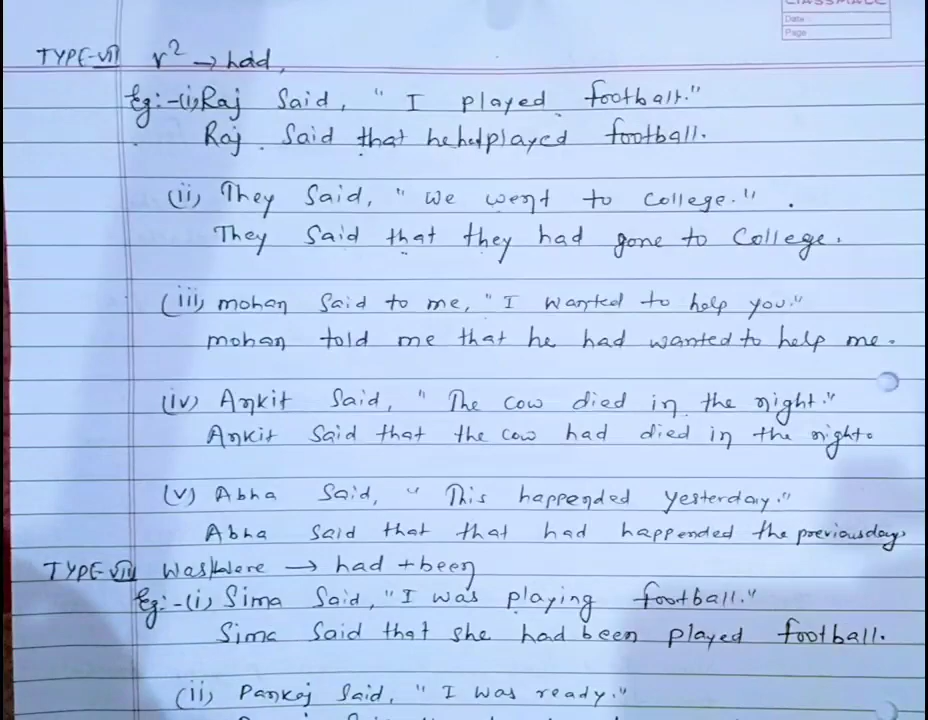 CLASSMATE
Date
Page
TYPE-VII V² → had,
Eg:-(i) Raj Said, "I played football."
Raj Said that he had played football.
(ii) They Said, "We went to College."
They Said that they had gone to College.
(iii) mohan Said to me, "I wanted to help you."
mohan told me that he had wanted to help me.
(iv) Ankit Said, "The cow died in the night."
Ankit Said that the cow had died in the night.
(v) Abha Said, "This happended yesterday."
Abha Said that that had happended the previous day
TYPE-VIII Was/Were → had + been
Eg:-(i) Sima Said, "I was playing football."
Sima Said that she had been played football.
(ii) Pankaj Said, "I was ready."